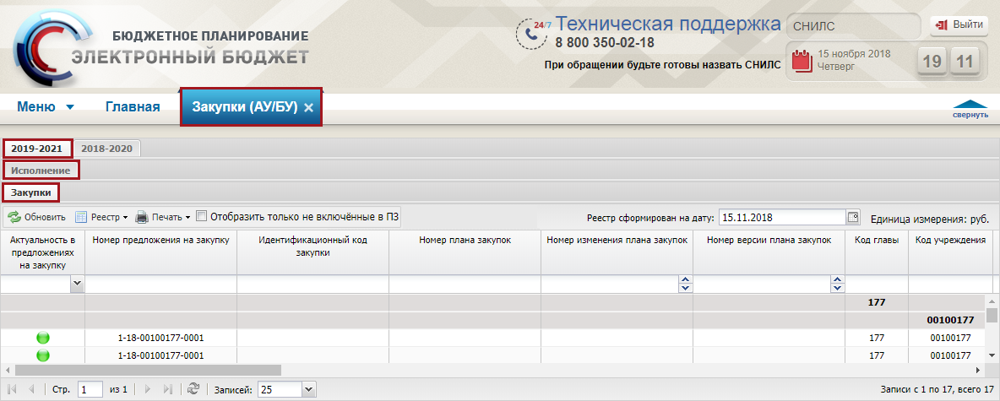 БЮДЖЕТНОЕ ПЛАНИРОВАНИЕ
ЭЛЕКТРОННЫЙ БЮДЖЕТ
24/7
Техническая поддержка
8 800 350-02-18
При обращении будьте готовы назвать СНИЛС
СНИЛС
Выйти
15 ноября 2018
Четверг
19 11
Меню
Главная
Закупки (АУ/БУ)
свернуть
2019-2021 2018-2020
Исполнение
Закупки
Обновить Реестр Печать Отобразить только не включённые в ПЗ Реестр сформирован на дату: 15.11.2018 Единица измерения: руб.
Актуальность в предложениях на закупку
Номер предложения на закупку
Идентификационный код закупки
Номер плана закупок
Номер изменения плана закупок
Номер версии плана закупок
Код главы
Код учреждения
177
00100177
1-18-00100177-0001 177 00100177
1-18-00100177-0001 177 00100177
Стр. 1 из 1 Записей: 25 Записи с 1 по 17, всего 17